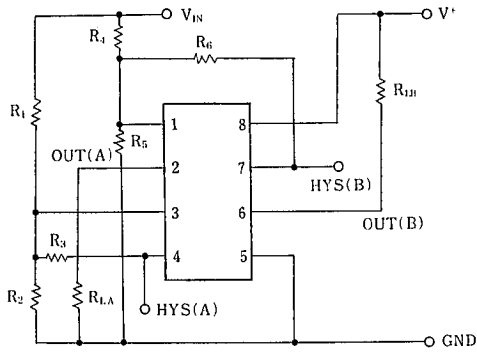 V_IN
V⁺
R₄
R₆
R₁
R_LB
1
8
R₅
OUT(A)
2
7
HYS(B)
3
6
OUT(B)
R₃
4
5
R₂
R_LA
HYS(A)
GND